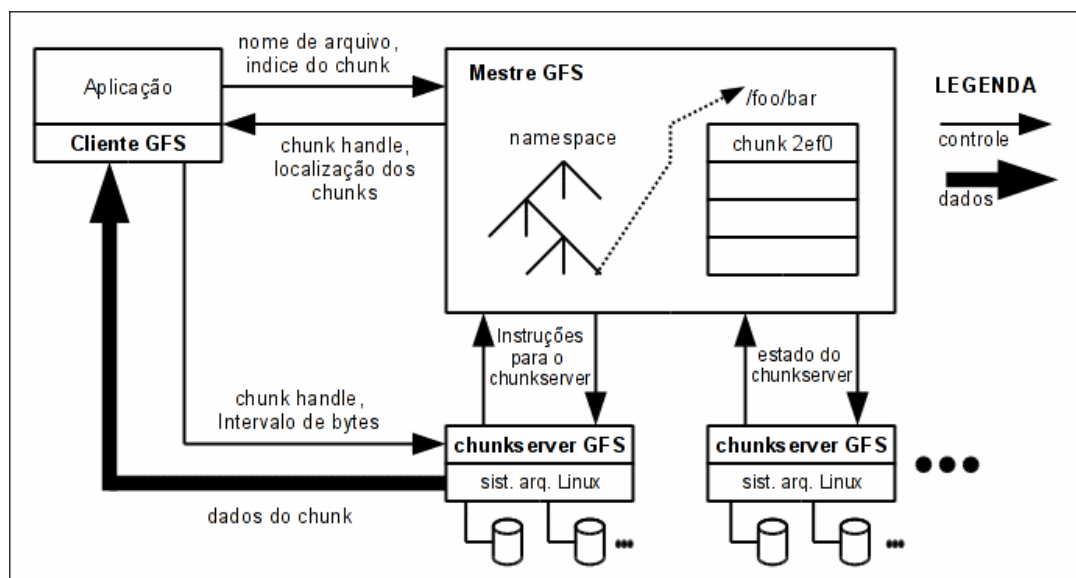 nome de arquivo,
indice do chunk
Aplicação
Cliente GFS
chunk handle,
localização dos
chunks
Mestre GFS
namespace
/foo/bar
chunk 2ef0
LEGENDA
controle
dados
Instruções
para o
chunkserver
estado do
chunkserver
chunk handle,
Intervalo de bytes
chunkserver GFS
sist. arq. Linux
chunkserver GFS
sist. arq. Linux
dados do chunk